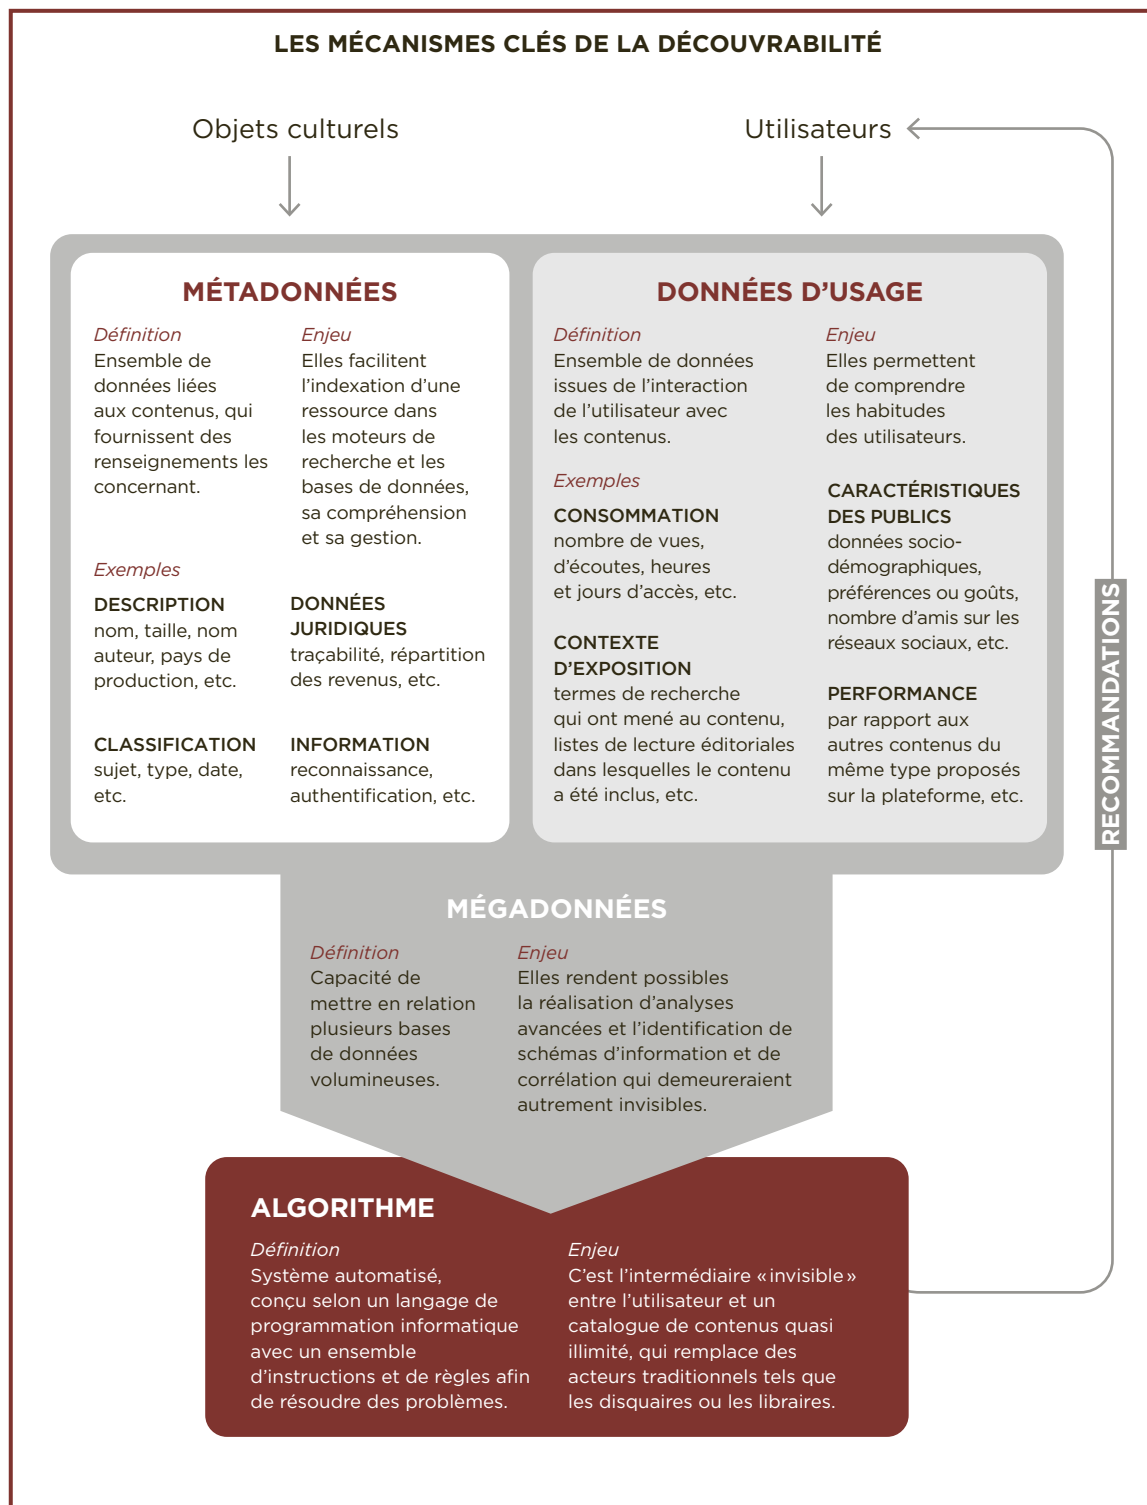 LES MÉCANISMES CLÉS DE LA DÉCOUVRABILITÉ
Objets culturels
Utilisateurs
MÉTADONNÉES
Définition
Ensemble de
données liées
aux contenus, qui
fournissent des
renseignements les
concernant.
Enjeu
Elles facilitent
l’indexation d’une
ressource dans
les moteurs de
recherche et les
bases de données,
sa compréhension
et sa gestion.
Exemples
DESCRIPTION
nom, taille, nom
auteur, pays de
production, etc.
DONNÉES
JURIDIQUES
traçabilité, répartition
des revenus, etc.
CLASSIFICATION
sujet, type, date,
etc.
INFORMATION
reconnaissance,
authentification, etc.
DONNÉES D’USAGE
Définition
Ensemble de données
issues de l’interaction
de l’utilisateur avec
les contenus.
Enjeu
Elles permettent
de comprendre
les habitudes
des utilisateurs.
Exemples
CONSOMMATION
nombre de vues,
d’écoutes, heures
et jours d’accès, etc.
CARACTÉRISTIQUES
DES PUBLICS
données socio-
démographiques,
préférences ou goûts,
nombre d’amis sur les
réseaux sociaux, etc.
CONTEXTE
D’EXPOSITION
termes de recherche
qui ont mené au contenu,
listes de lecture éditoriales
dans lesquelles le contenu
a été inclus, etc.
PERFORMANCE
par rapport aux
autres contenus du
même type proposés
sur la plateforme, etc.
RECOMMANDATIONS
MÉGADONNÉES
Définition
Capacité de
mettre en relation
plusieurs bases
de données
volumineuses.
Enjeu
Elles rendent possibles
la réalisation d’analyses
avancées et l’identification de
schémas d’information et de
corrélation qui demeureraient
autrement invisibles.
ALGORITHME
Définition
Système automatisé,
conçu selon un langage de
programmation informatique
avec un ensemble
d’instructions et de règles afin
de résoudre des problèmes.
Enjeu
C’est l’intermédiaire « invisible »
entre l’utilisateur et un
catalogue de contenus quasi
illimité, qui remplace des
acteurs traditionnels tels que
les disquaires ou les libraires.